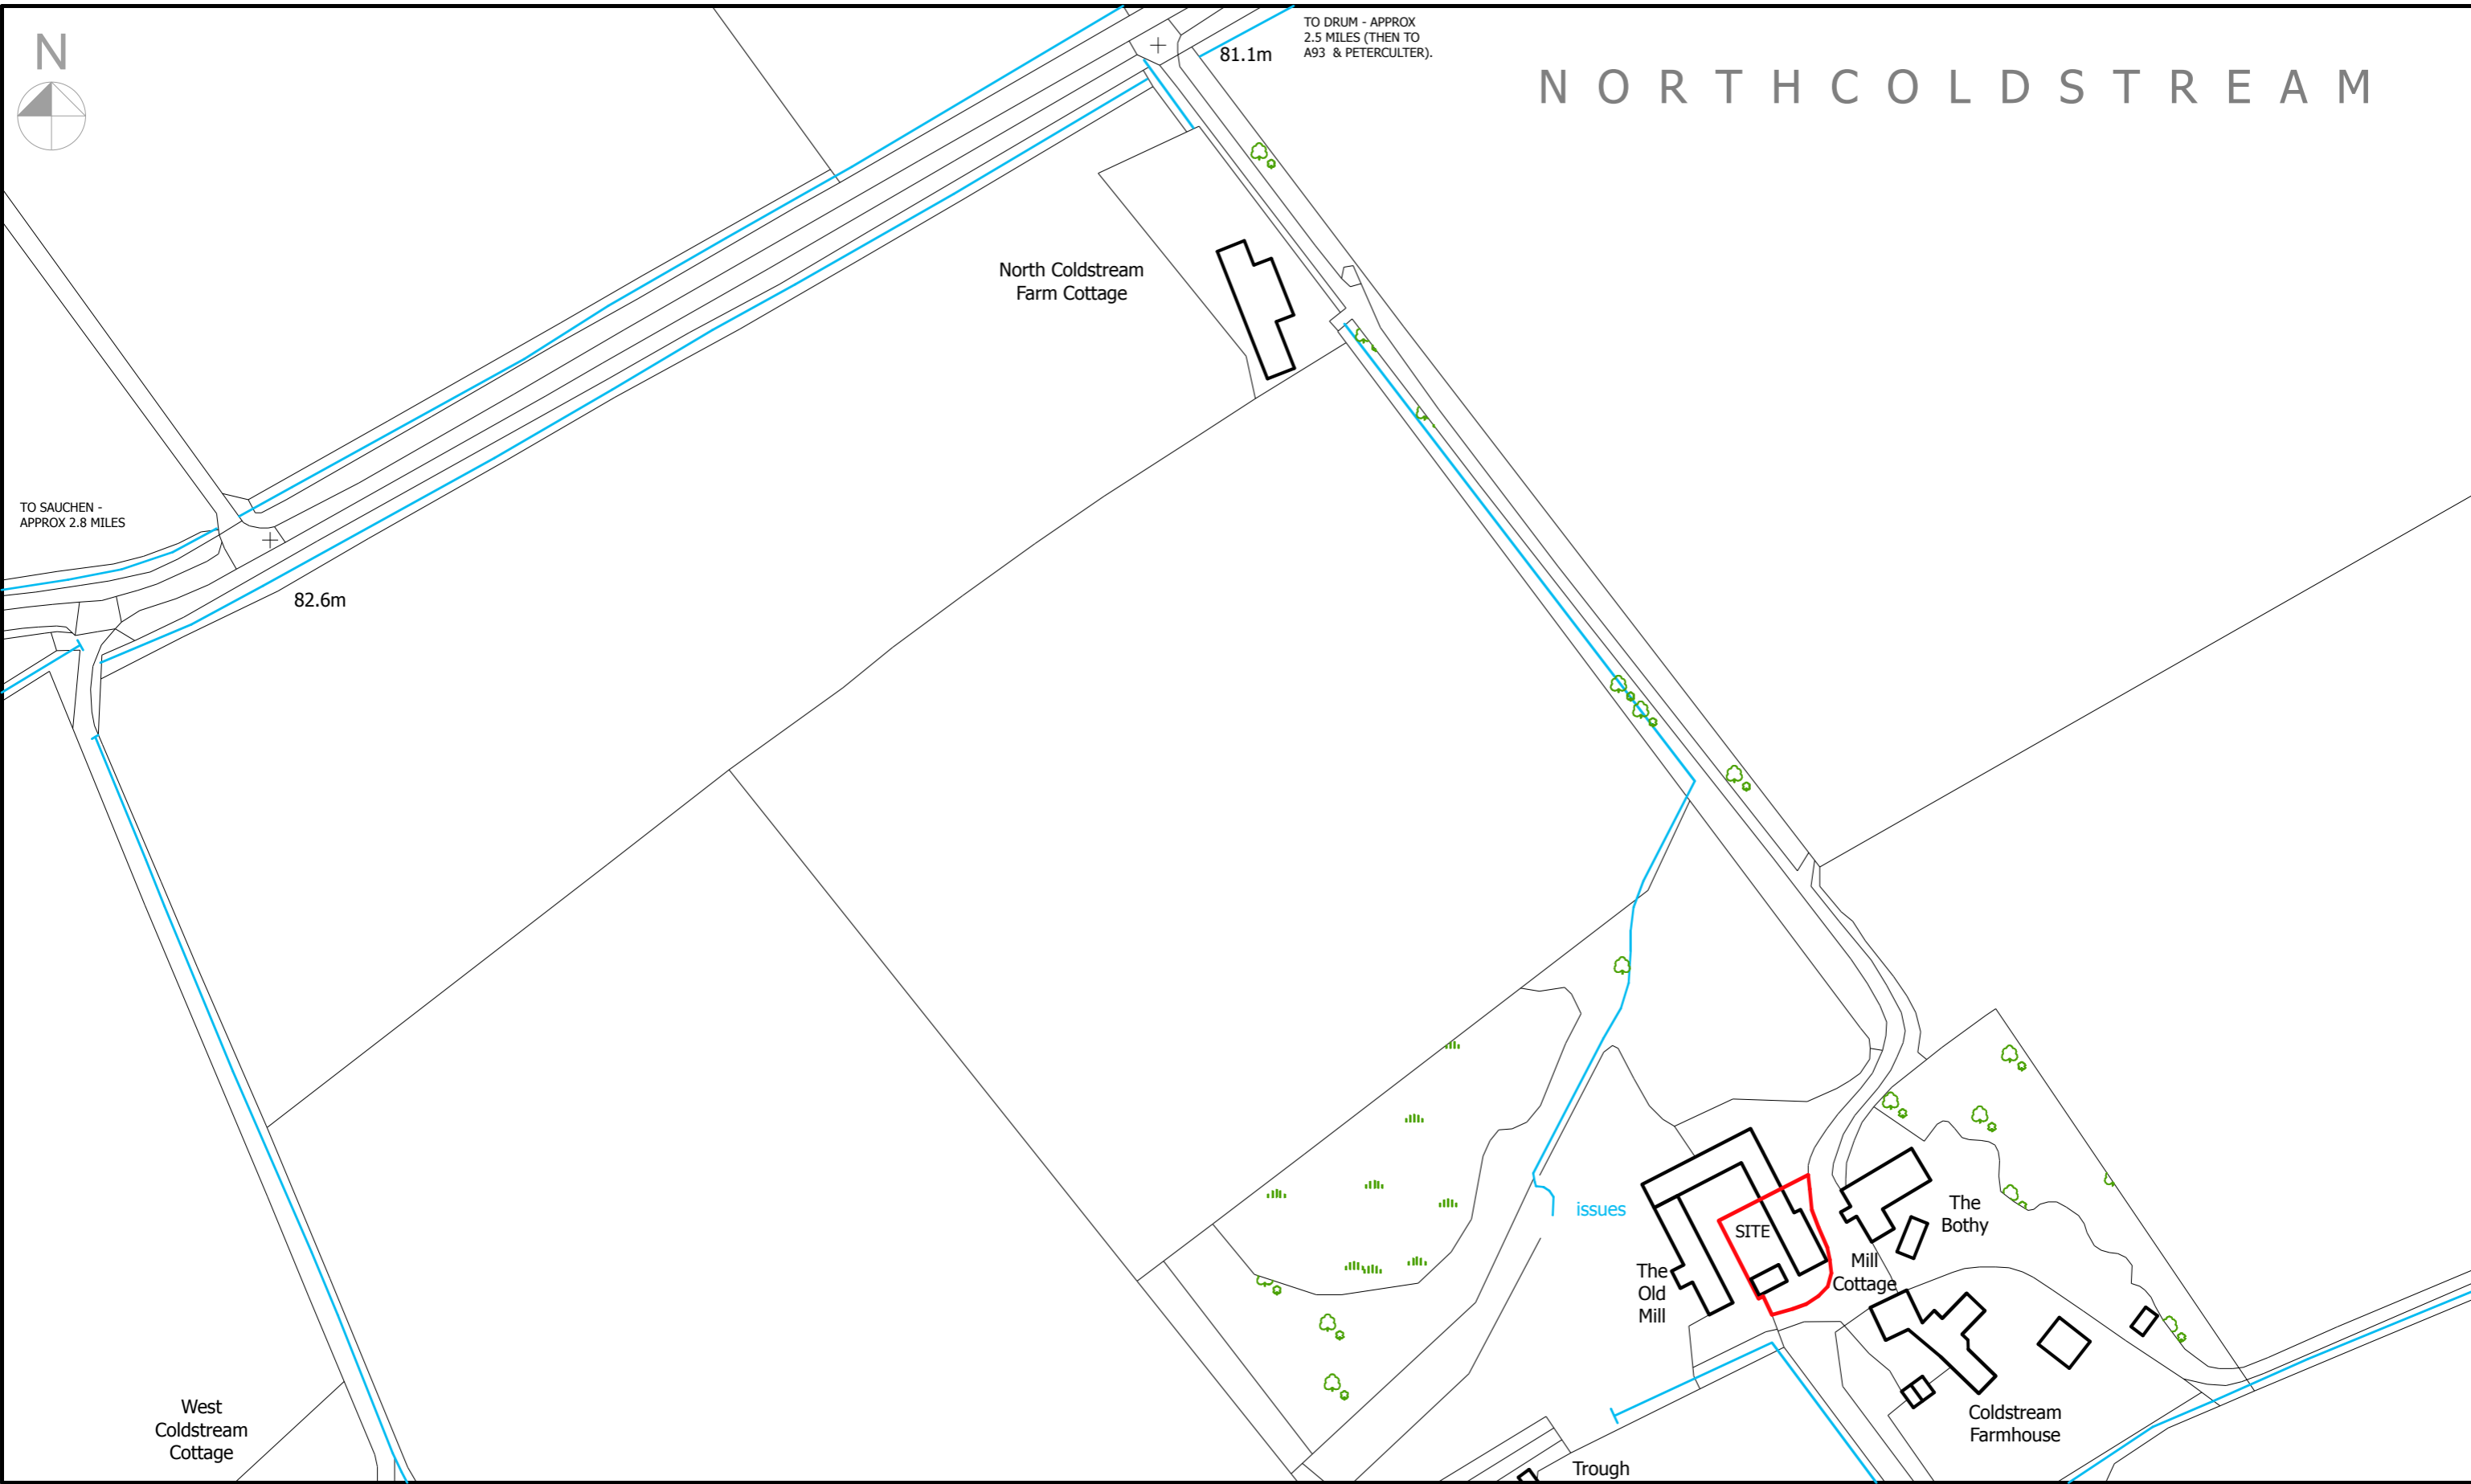 N
TO DRUM - APPROX
2.5 MILES (THEN TO
A93 & PETERCULTER).
81.1m
N O R T H C O L D S T R E A M
North Coldstream
Farm Cottage
TO SAUCHEN -
APPROX 2.8 MILES
82.6m
issues
SITE
The
Bothy
Mill
Cottage
The
Old
Mill
West
Coldstream
Cottage
Coldstream
Farmhouse
Trough